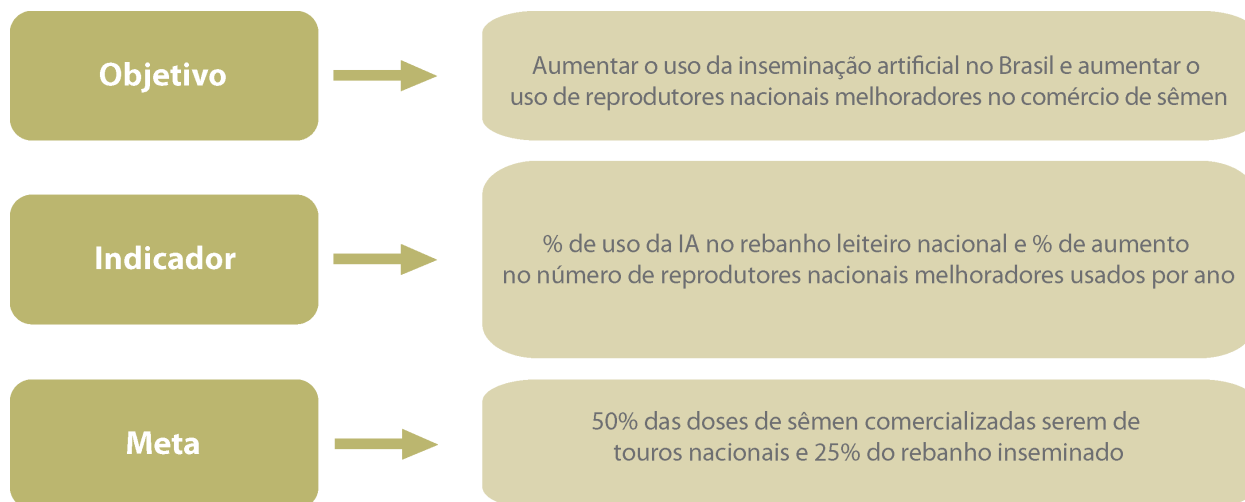 Objetivo
Aumentar o uso da inseminação artificial no Brasil e aumentar o
uso de reprodutores nacionais melhoradores no comércio de sêmen
Indicador
% de uso da IA no rebanho leiteiro nacional e % de aumento
no número de reprodutores nacionais melhoradores usados por ano
Meta
50% das doses de sêmen comercializadas serem de
touros nacionais e 25% do rebanho inseminado